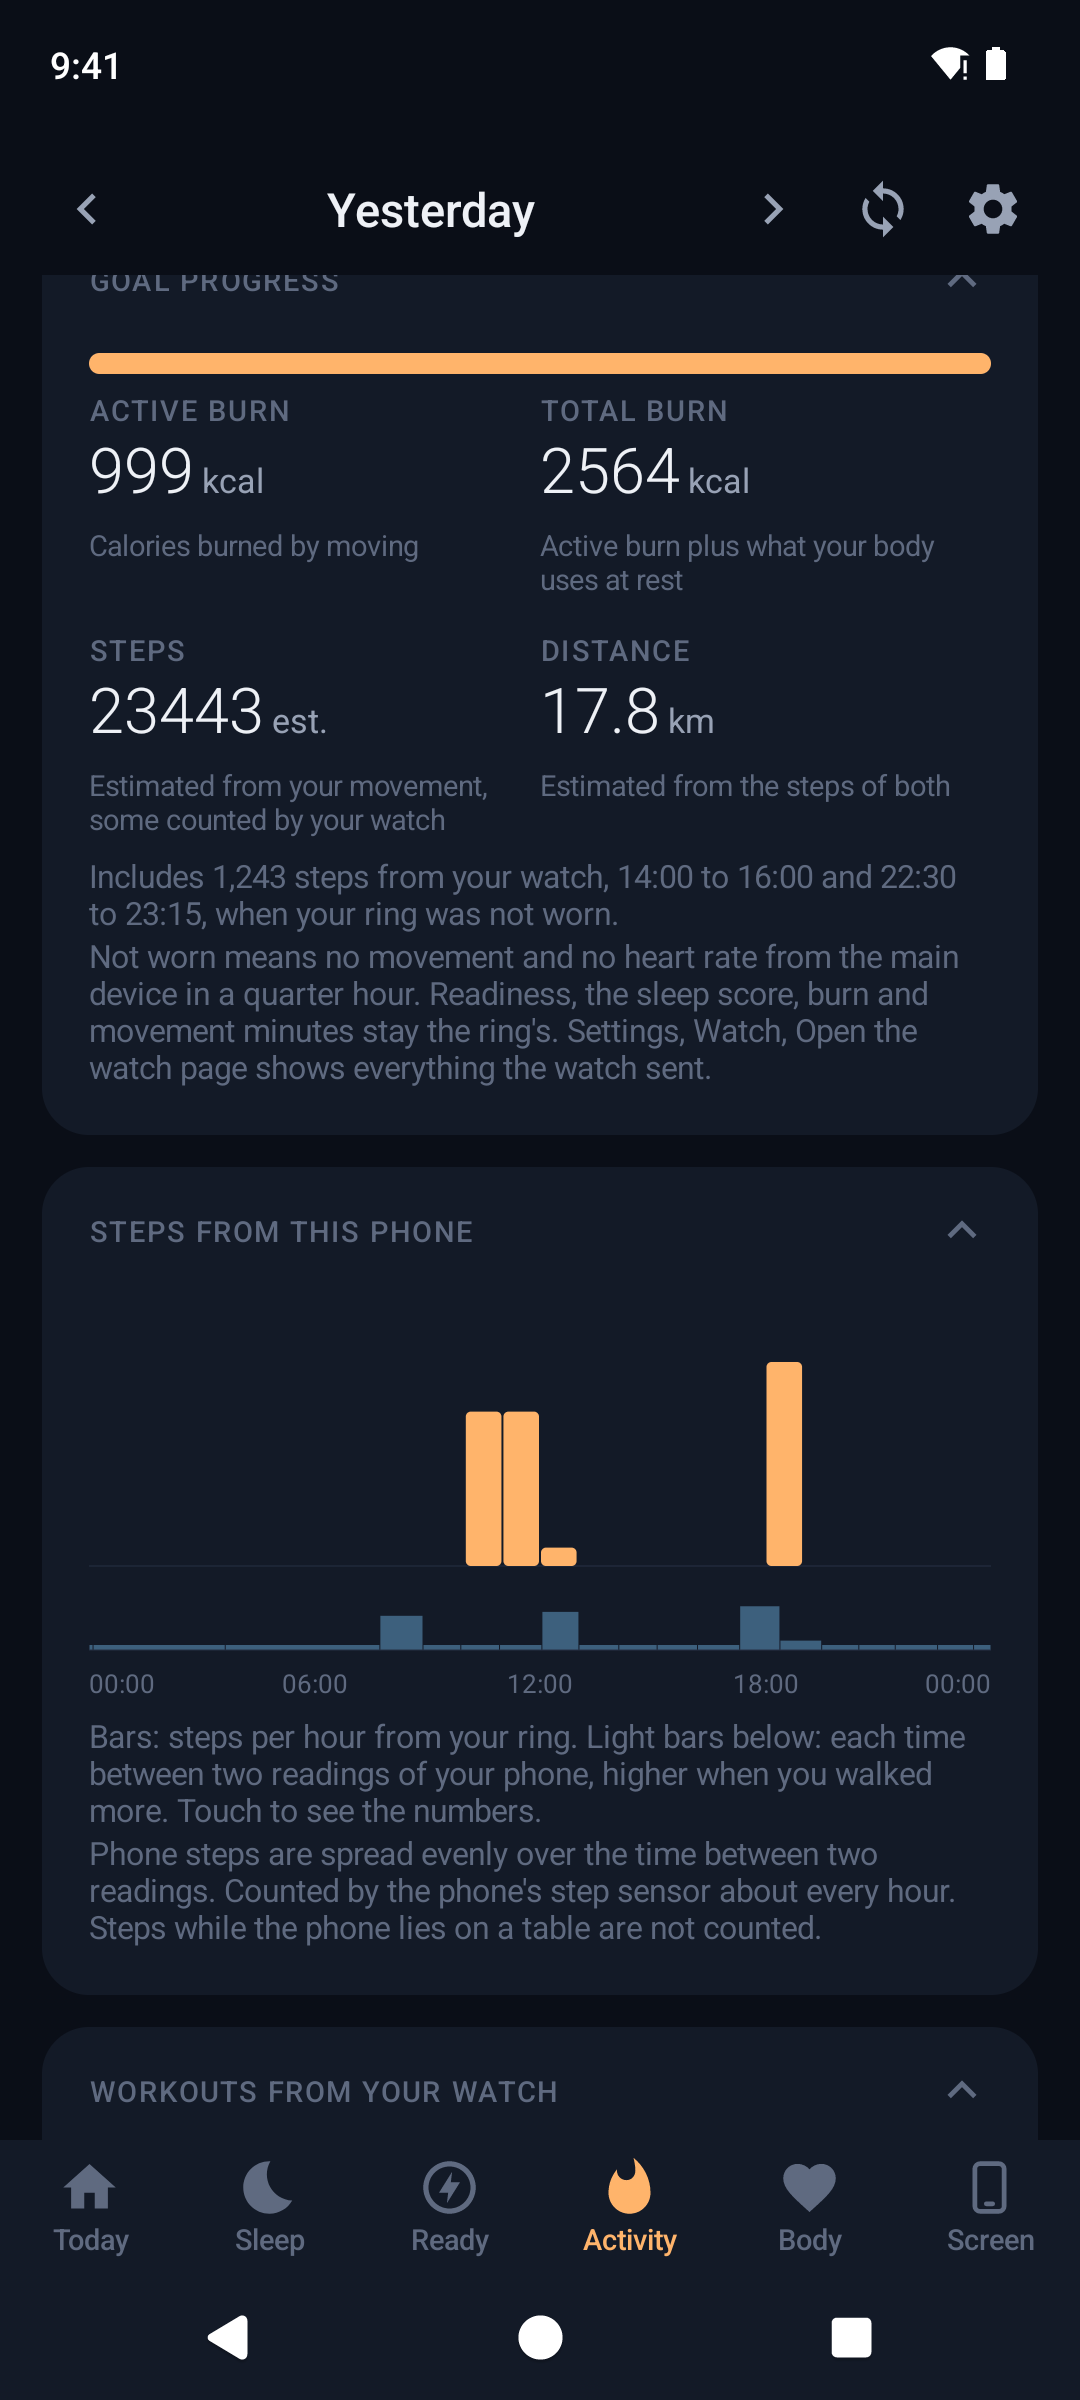 9:41
Yesterday
GOAL PROGRESS
ACTIVE BURN
999 kcal
Calories burned by moving
TOTAL BURN
2564 kcal
Active burn plus what your body
uses at rest
STEPS
23443 est.
Estimated from your movement,
some counted by your watch
DISTANCE
17.8 km
Estimated from the steps of both
Includes 1,243 steps from your watch, 14:00 to 16:00 and 22:30
to 23:15, when your ring was not worn.
Not worn means no movement and no heart rate from the main
device in a quarter hour. Readiness, the sleep score, burn and
movement minutes stay the ring's. Settings, Watch, Open the
watch page shows everything the watch sent.
STEPS FROM THIS PHONE
00:00 06:00 12:00 18:00 00:00
Bars: steps per hour from your ring. Light bars below: each time
between two readings of your phone, higher when you walked
more. Touch to see the numbers.
Phone steps are spread evenly over the time between two
readings. Counted by the phone's step sensor about every hour.
Steps while the phone lies on a table are not counted.
WORKOUTS FROM YOUR WATCH
Today Sleep Ready Activity Body Screen